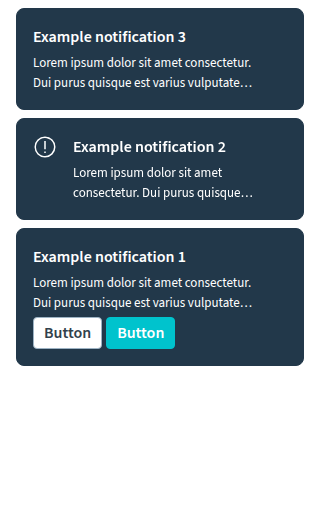 Example notification 3
Lorem ipsum dolor sit amet consectetur.
Dui purus quisque est varius vulputate…
Example notification 2
Lorem ipsum dolor sit amet
consectetur. Dui purus quisque…
Example notification 1
Lorem ipsum dolor sit amet consectetur.
Dui purus quisque est varius vulputate…
Button Button